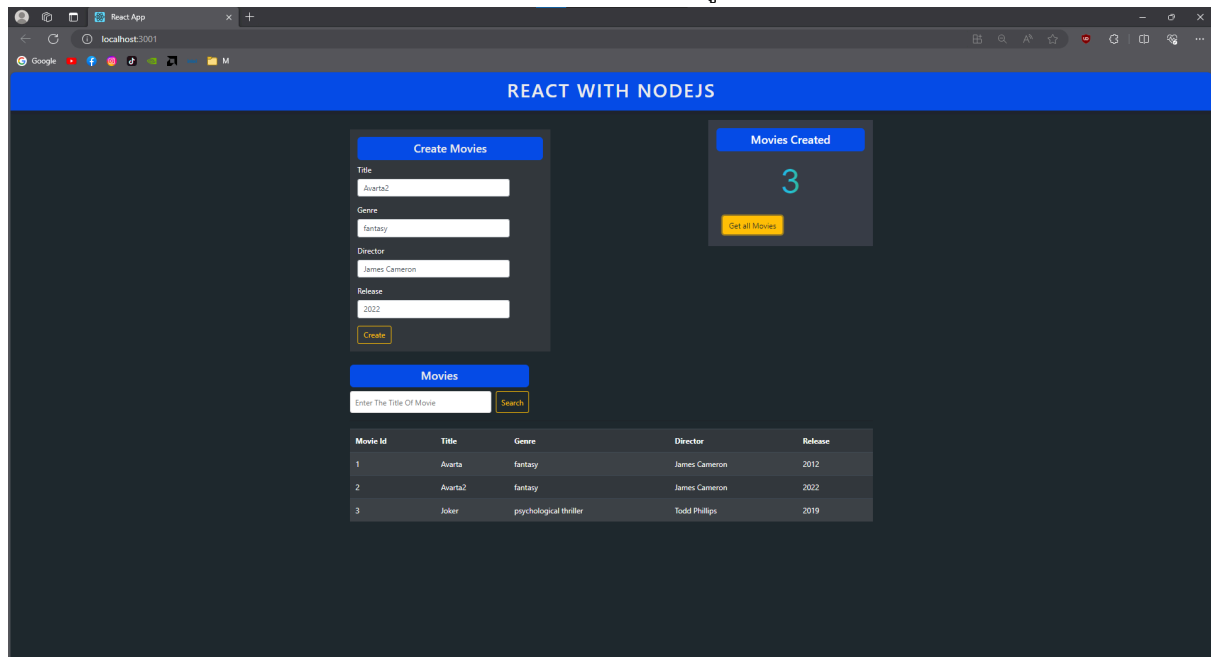 React App
localhost:3001
Google
M
REACT WITH NODEJS
Create Movies
Title
Avarta2
Genre
fantasy
Director
James Cameron
Release
2022
Create
Movies Created
3
Get all Movies
Movies
Enter The Title Of Movie Search
Movie Id Title Genre Director Release
1 Avarta fantasy James Cameron 2012
2 Avarta2 fantasy James Cameron 2022
3 Joker psychological thriller Todd Phillips 2019